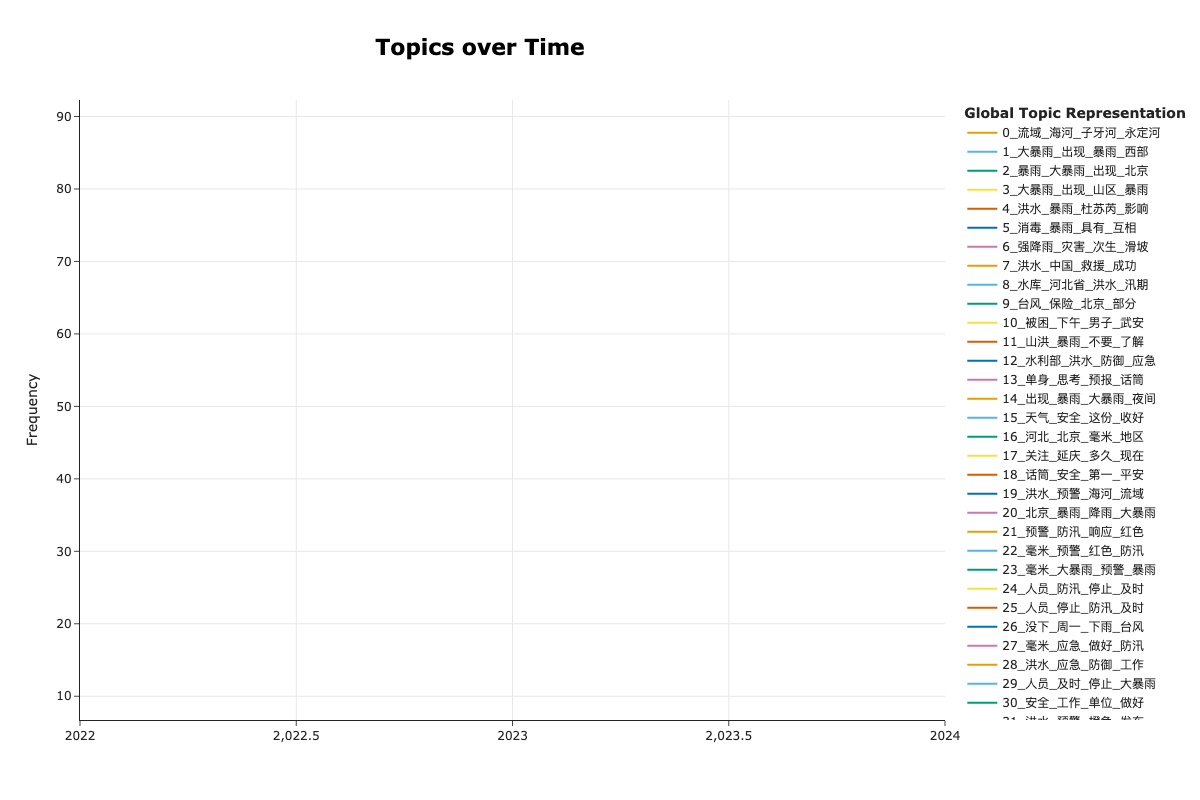 Topics over Time
90
80
70
60
50
40
30
20
10
Frequency
2022
2,022.5
2023
2,023.5
2024
Global Topic Representation
0_流域_海河_子牙河_永定河
1_大暴雨_出现_暴雨_西部
2_暴雨_大暴雨_出现_北京
3_大暴雨_出现_山区_暴雨
4_洪水_暴雨_杜苏芮_影响
5_消毒_暴雨_具有_互相
6_强降雨_灾害_次生_滑坡
7_洪水_中国_救援_成功
8_水库_河北省_洪水_汛期
9_台风_保险_北京_部分
10_被困_下午_男子_武安
11_山洪_暴雨_不要_了解
12_水利部_洪水_防御_应急
13_单身_思考_预报_话筒
14_出现_暴雨_大暴雨_夜间
15_天气_安全_这份_收好
16_河北_北京_毫米_地区
17_关注_延庆_多久_现在
18_话筒_安全_第一_平安
19_洪水_预警_海河_流域
20_北京_暴雨_降雨_大暴雨
21_预警_防汛_响应_红色
22_毫米_预警_红色_防汛
23_毫米_大暴雨_预警_暴雨
24_人员_防汛_停止_及时
25_人员_停止_防汛_及时
26_没下_周一_下雨_台风
27_毫米_应急_做好_防汛
28_洪水_应急_防御_工作
29_人员_及时_停止_大暴雨
30_安全_工作_单位_做好